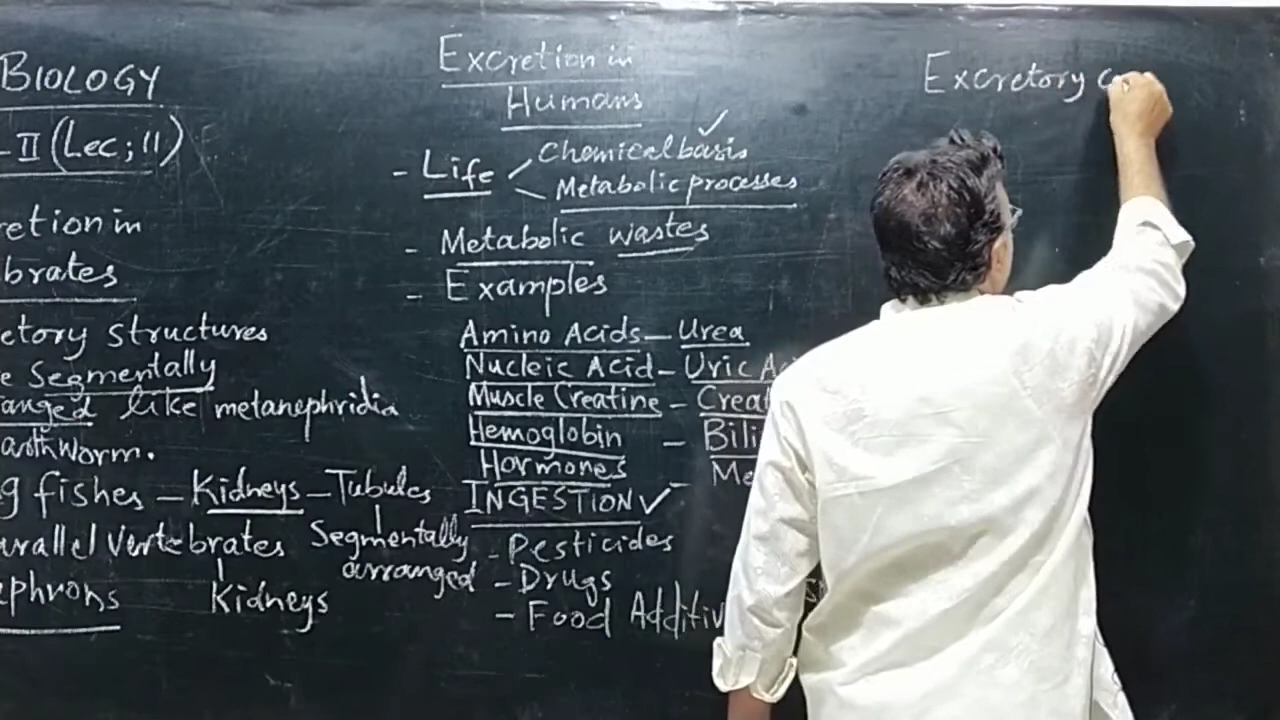 BIOLOGY
-II (Lec; 11)
retion in
brates
etory structures
e segmentally
anged like metanephridia
arthworm.
g fishes - Kidneys - Tubules
Segmentally
arranged
arallel vertebrates
Kidneys
ephrons
Excretion in
Humans
- Life
Chemical basis
Metabolic processes
- Metabolic wastes
- Examples
Amino Acids - Urea
Nucleic Acid - Uric Ac
Muscle Creatine - Creat
Hemoglobin - Bili
Hormones - Me
INGESTION
- Pesticides
- Drugs
- Food Additiv
Excretory